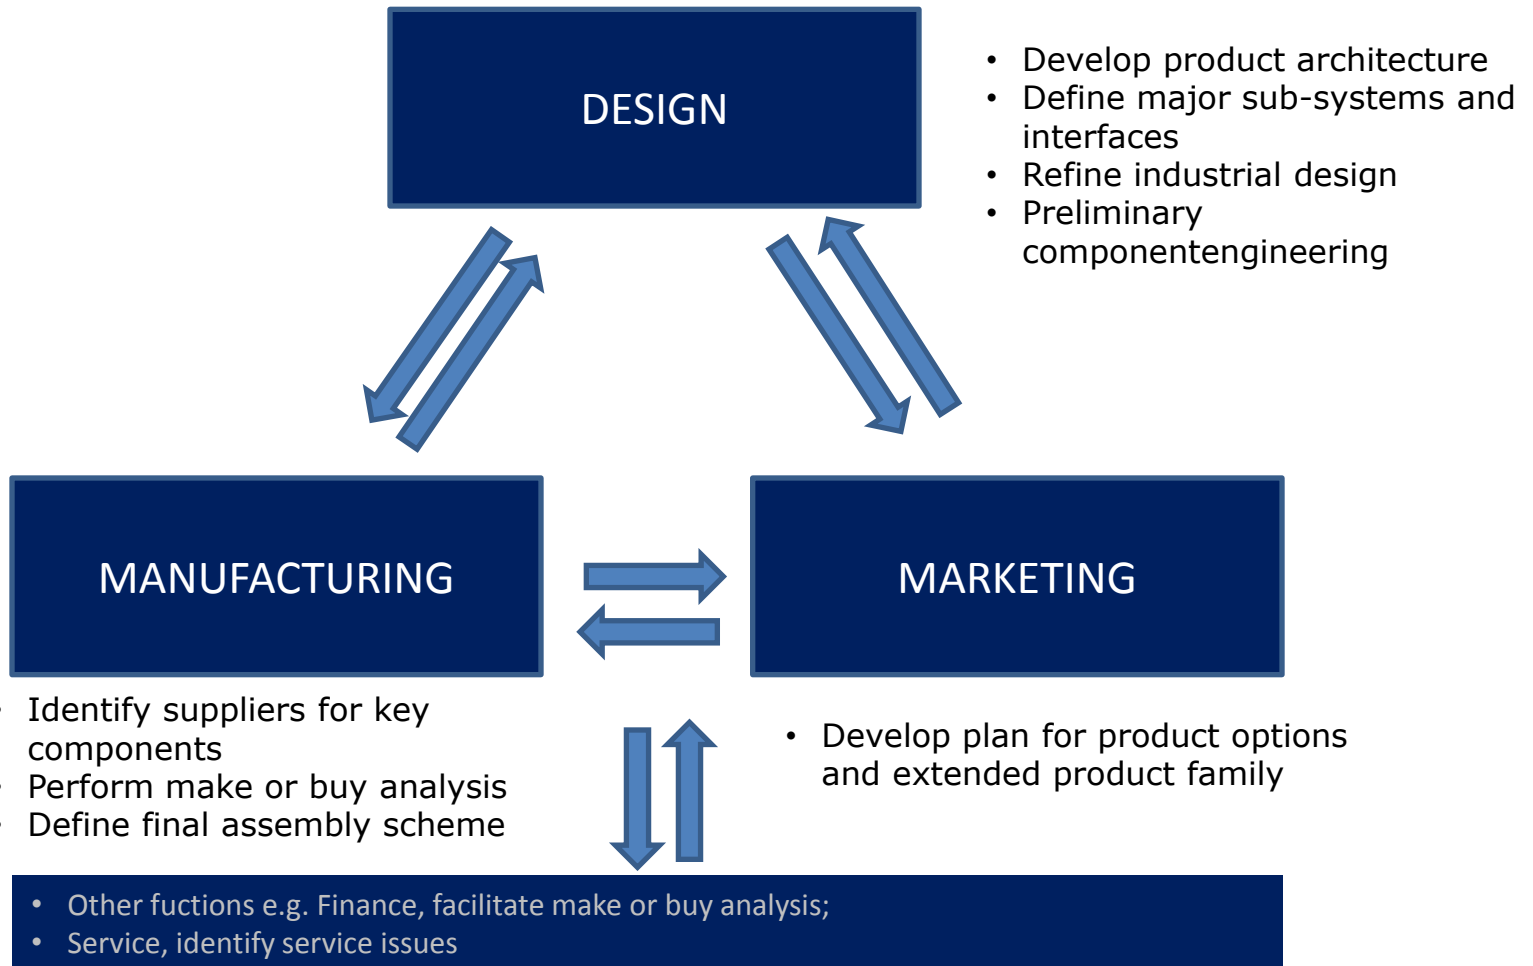 DESIGN
• Develop product architecture
• Define major sub-systems and
interfaces
• Refine industrial design
• Preliminary
componentengineering
MANUFACTURING
MARKETING
• Identify suppliers for key
components
• Perform make or buy analysis
• Define final assembly scheme
• Develop plan for product options
and extended product family
• Other fuctions e.g. Finance, facilitate make or buy analysis;
• Service, identify service issues